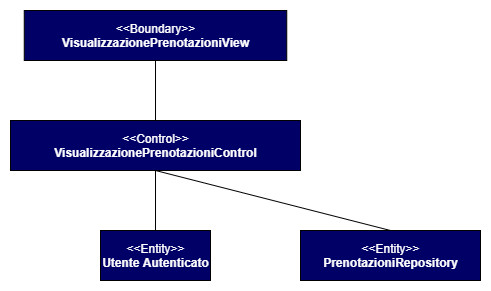 <<Boundary>>
VisualizzazionePrenotazioniView
<<Control>>
VisualizzazionePrenotazioniControl
<<Entity>>
Utente Autenticato
<<Entity>>
PrenotazioniRepository